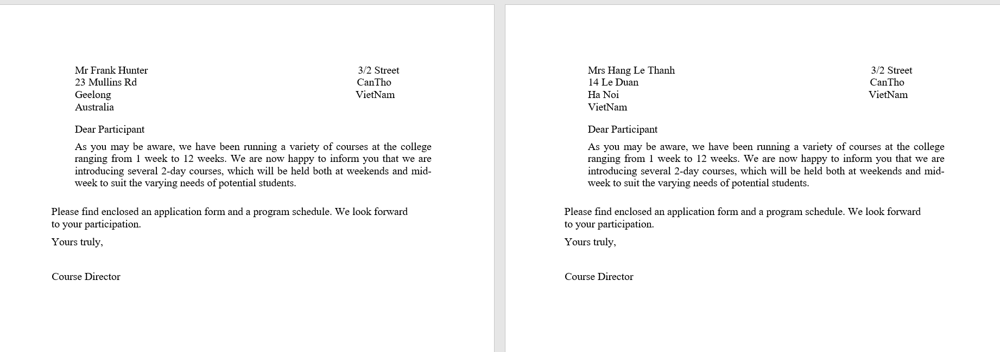 Mr Frank Hunter 3/2 Street
23 Mullins Rd CanTho
Geelong VietNam
Australia
Dear Participant
As you may be aware, we have been running a variety of courses at the college
ranging from 1 week to 12 weeks. We are now happy to inform you that we are
introducing several 2-day courses, which will be held both at weekends and mid-
week to suit the varying needs of potential students.
Please find enclosed an application form and a program schedule. We look forward
to your participation.
Yours truly,
Course Director
Mrs Hang Le Thanh 3/2 Street
14 Le Duan CanTho
Ha Noi VietNam
VietNam
Dear Participant
As you may be aware, we have been running a variety of courses at the college
ranging from 1 week to 12 weeks. We are now happy to inform you that we are
introducing several 2-day courses, which will be held both at weekends and mid-
week to suit the varying needs of potential students.
Please find enclosed an application form and a program schedule. We look forward
to your participation.
Yours truly,
Course Director